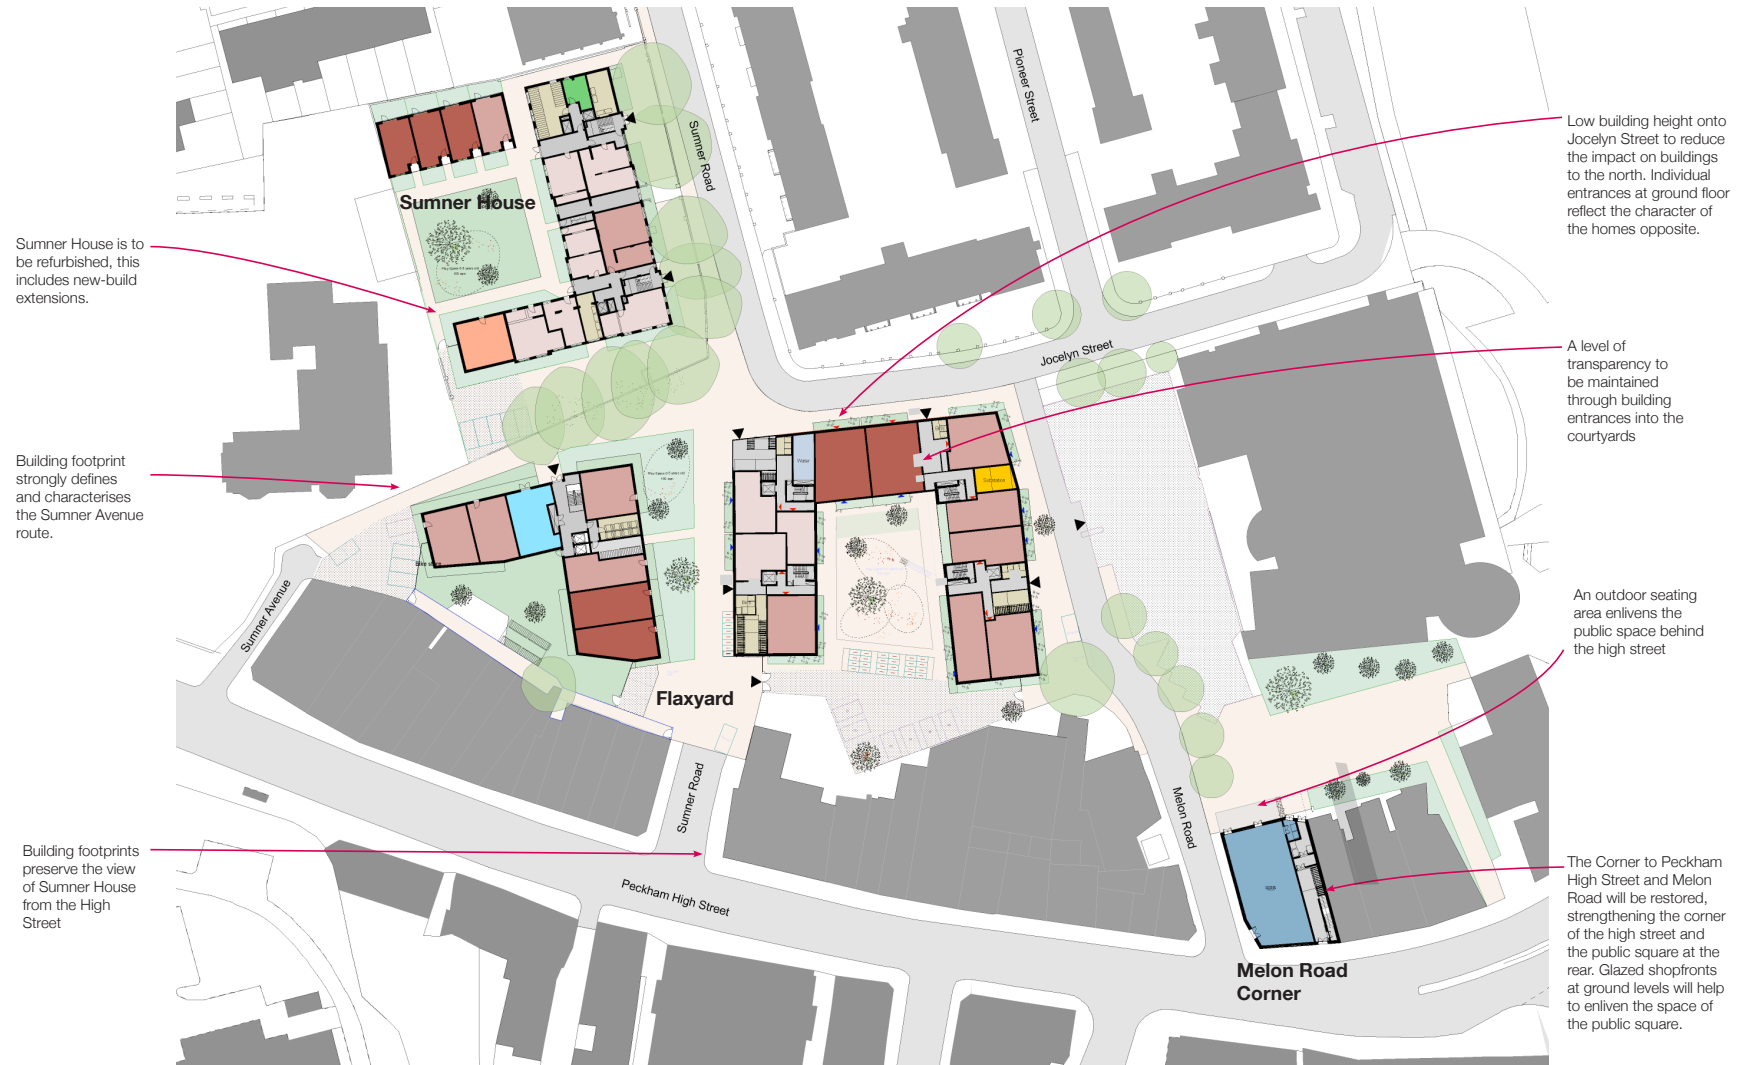 Sumner House is to
be refurbished, this
includes new-build
extensions.
Building footprint
strongly defines
and characterises
the Sumner Avenue
route.
Building footprints
preserve the view
of Sumner House
from the High
Street
Sumner House
Sumner Road
Pioneer Street
Jocelyn Street
Water
Substation
Bike store
Sumner Avenue
Flaxyard
Sumner Road
Melon Road
Peckham High Street
Melon Road
Corner
Low building height onto
Jocelyn Street to reduce
the impact on buildings
to the north. Individual
entrances at ground floor
reflect the character of
the homes opposite.
A level of
transparency to
be maintained
through building
entrances into the
courtyards
An outdoor seating
area enlivens the
public space behind
the high street
The Corner to Peckham
High Street and Melon
Road will be restored,
strengthening the corner
of the high street and
the public square at the
rear. Glazed shopfronts
at ground levels will help
to enliven the space of
the public square.